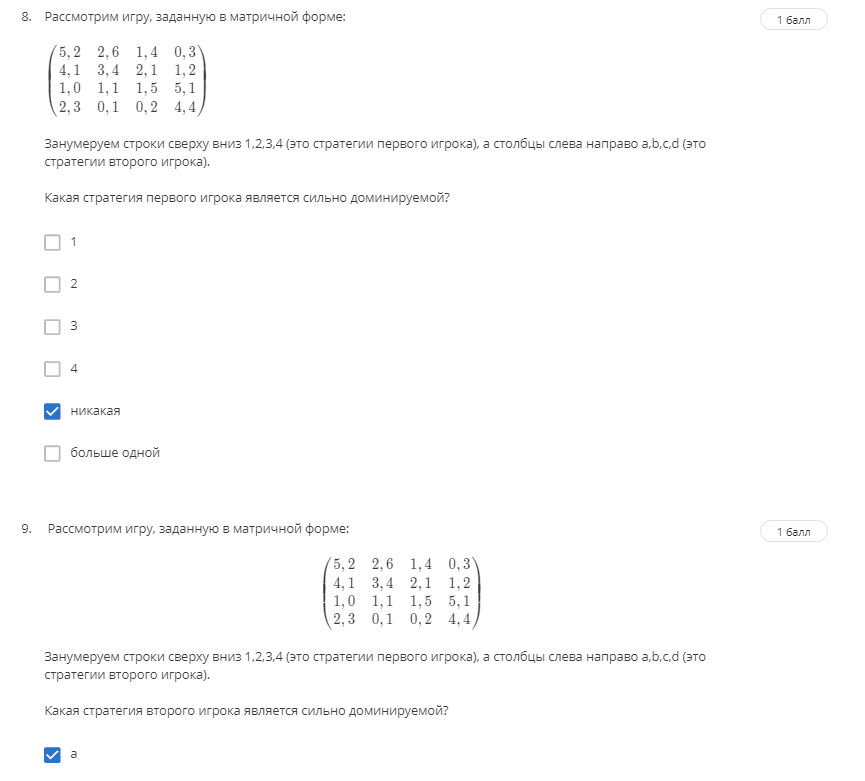 8. Рассмотрим игру, заданную в матричной форме:
1 балл
5, 2 2, 6 1, 4 0, 3
4, 1 3, 4 2, 1 1, 2
1, 0 1, 1 1, 5 5, 1
2, 3 0, 1 0, 2 4, 4
Занумеруем строки сверху вниз 1,2,3,4 (это стратегии первого игрока), а столбцы слева направо a,b,c,d (это
стратегии второго игрока).
Какая стратегия первого игрока является сильно доминируемой?
1
2
3
4
никакая
больше одной
9. Рассмотрим игру, заданную в матричной форме:
1 балл
5, 2 2, 6 1, 4 0, 3
4, 1 3, 4 2, 1 1, 2
1, 0 1, 1 1, 5 5, 1
2, 3 0, 1 0, 2 4, 4
Занумеруем строки сверху вниз 1,2,3,4 (это стратегии первого игрока), а столбцы слева направо a,b,c,d (это
стратегии второго игрока).
Какая стратегия второго игрока является сильно доминируемой?
a